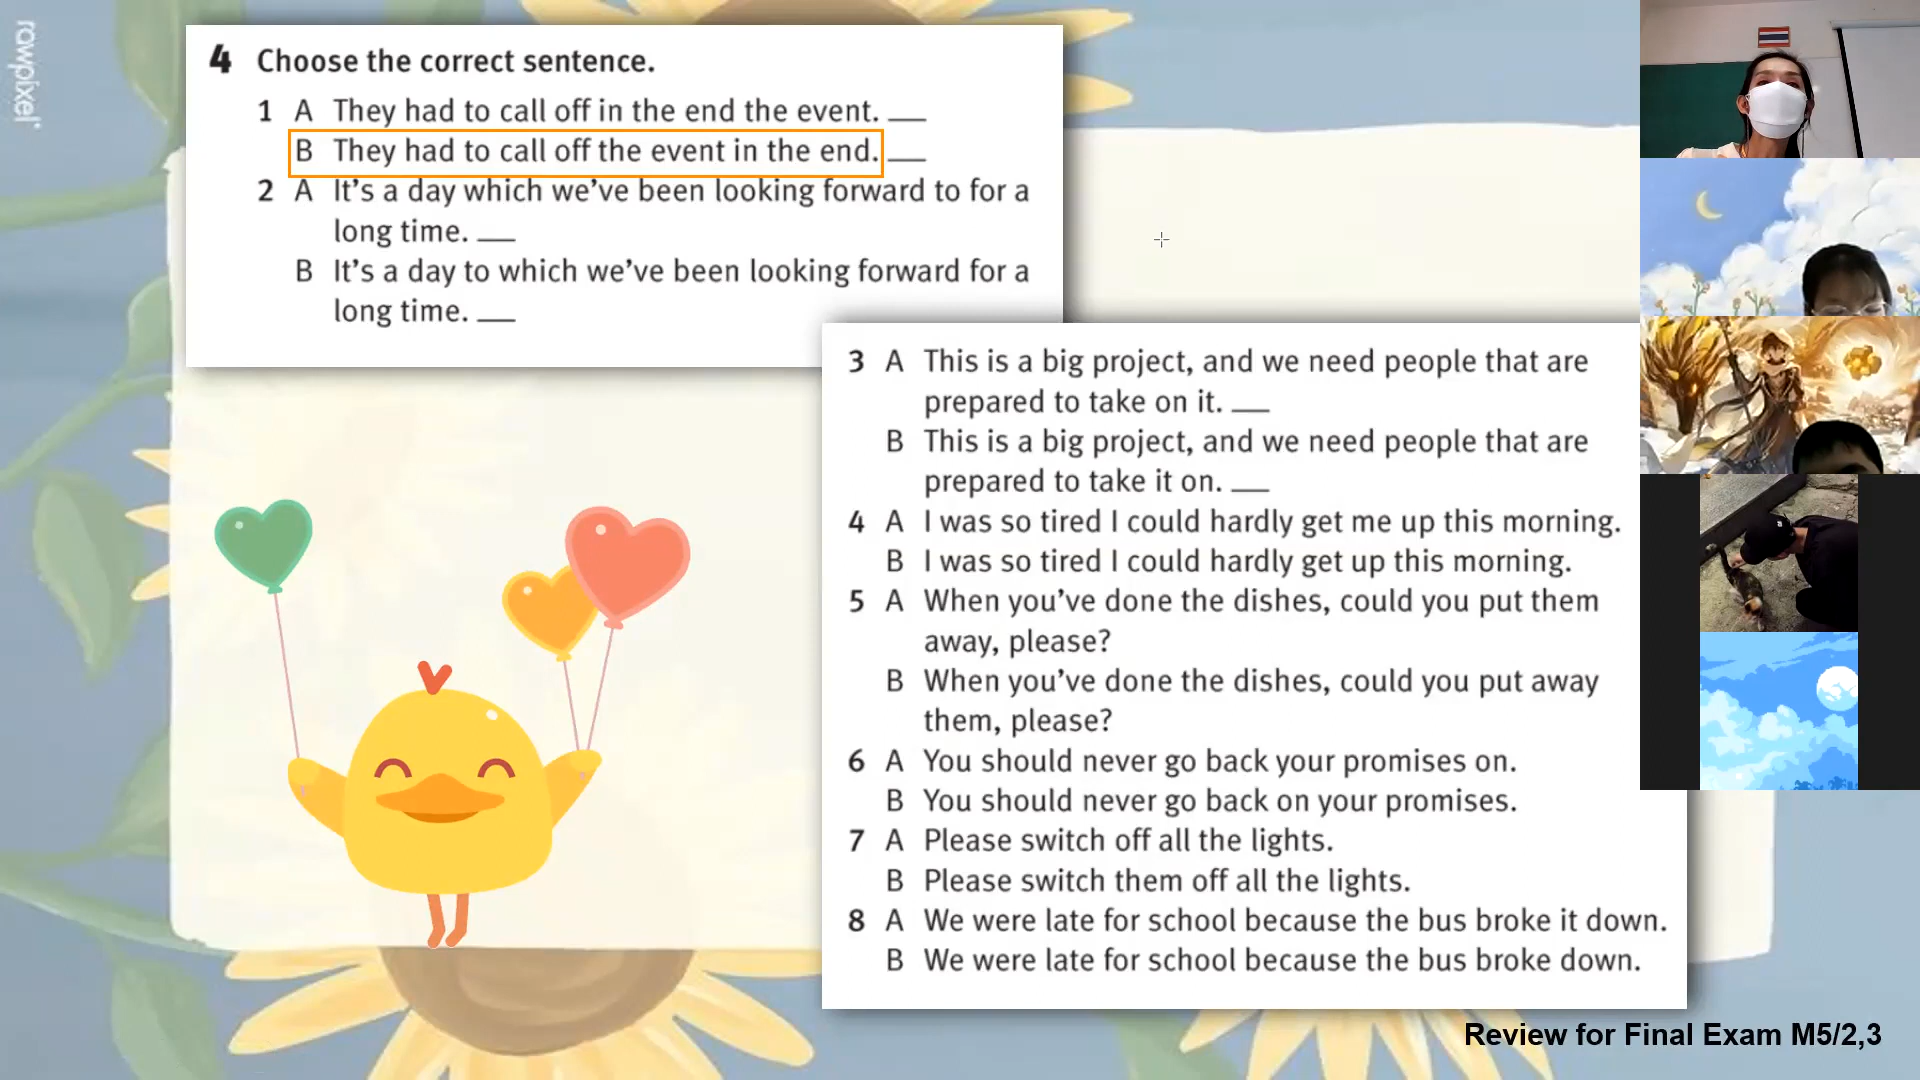 rawpixel
4 Choose the correct sentence.
1 A They had to call off in the end the event. ___
B They had to call off the event in the end. ___
2 A It's a day which we've been looking forward to for a
long time. ___
B It's a day to which we've been looking forward for a
long time. ___
3 A This is a big project, and we need people that are
prepared to take on it. ___
B This is a big project, and we need people that are
prepared to take it on. ___
4 A I was so tired I could hardly get me up this morning.
B I was so tired I could hardly get up this morning.
5 A When you've done the dishes, could you put them
away, please?
B When you've done the dishes, could you put away
them, please?
6 A You should never go back your promises on.
B You should never go back on your promises.
7 A Please switch off all the lights.
B Please switch them off all the lights.
8 A We were late for school because the bus broke it down.
B We were late for school because the bus broke down.
Review for Final Exam M5/2,3